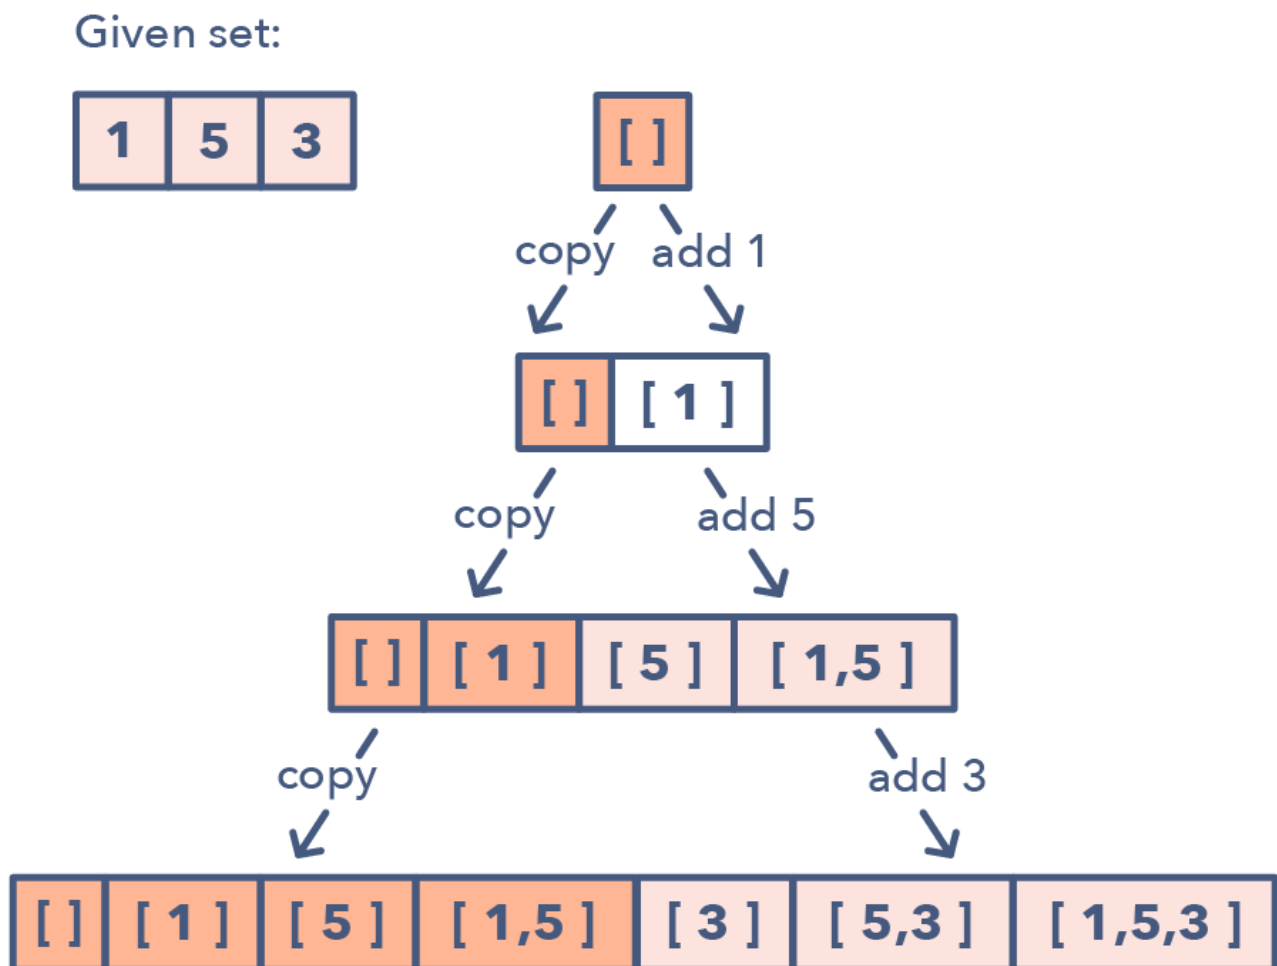 Given set:
1 5 3
[ ]
copy add 1
[ ] [ 1 ]
copy add 5
[ ] [ 1 ] [ 5 ] [ 1,5 ]
copy add 3
[ ] [ 1 ] [ 5 ] [ 1,5 ] [ 3 ] [ 5,3 ] [ 1,5,3 ]